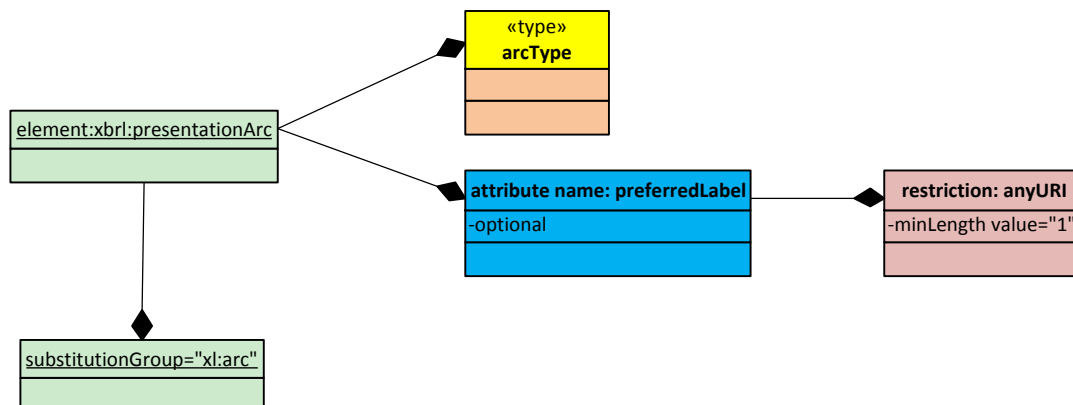 «type»
arcType
element:xbrl:presentationArc
attribute name: preferredLabel
-optional
restriction: anyURI
-minLength value="1"
substitutionGroup="xl:arc"